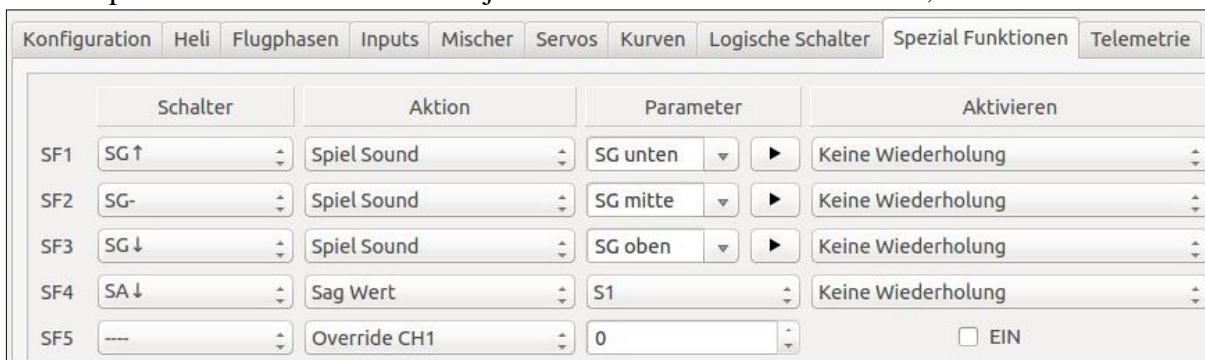 Konfiguration Heli Flugphasen Inputs Mischer Servos Kurven Logische Schalter Spezial Funktionen Telemetrie
Schalter Aktion Parameter Aktivieren
SF1 SG↑ Spiel Sound SG unten Keine Wiederholung
SF2 SG- Spiel Sound SG mitte Keine Wiederholung
SF3 SG↓ Spiel Sound SG oben Keine Wiederholung
SF4 SA↓ Sag Wert S1 Keine Wiederholung
SF5 ---- Override CH1 0 EIN